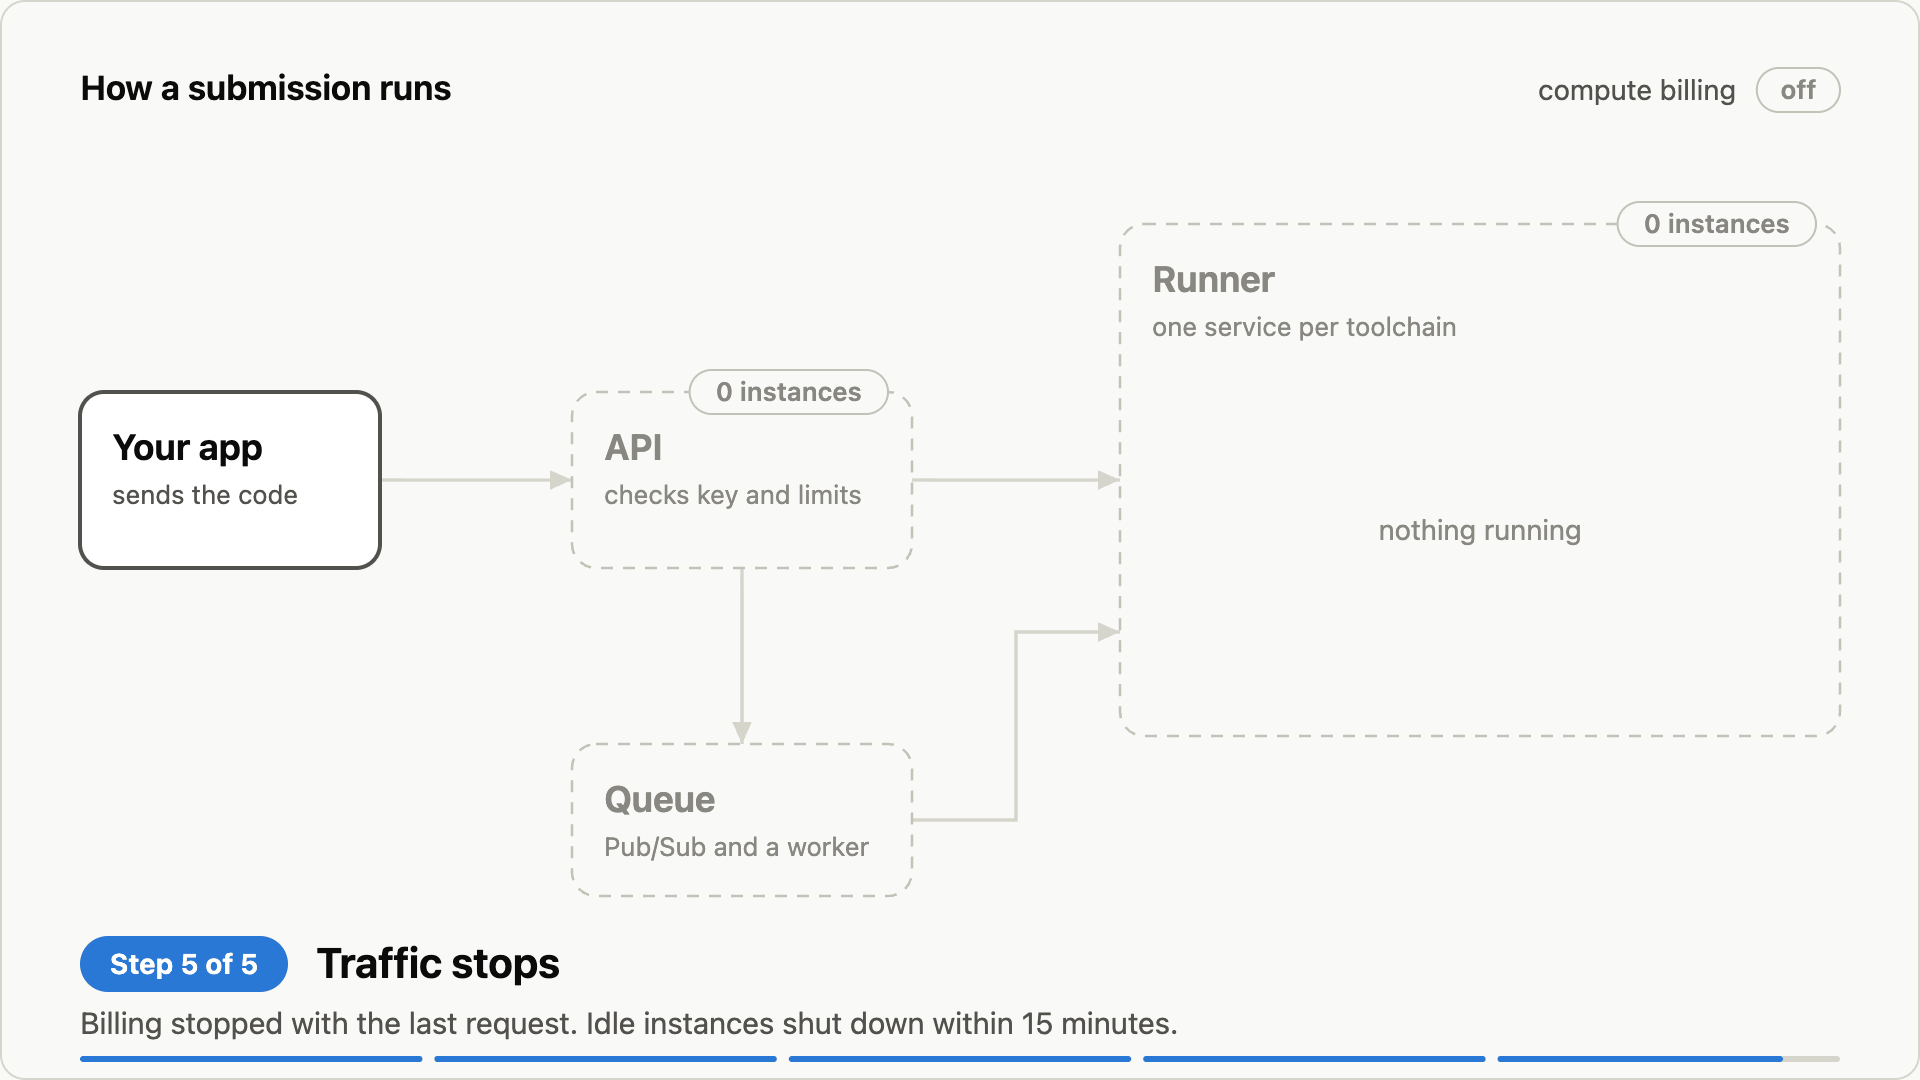 How a submission runs
compute billing off
0 instances
Runner
one service per toolchain
0 instances
Your app
sends the code
API
checks key and limits
nothing running
Queue
Pub/Sub and a worker
Step 5 of 5
Traffic stops
Billing stopped with the last request. Idle instances shut down within 15 minutes.